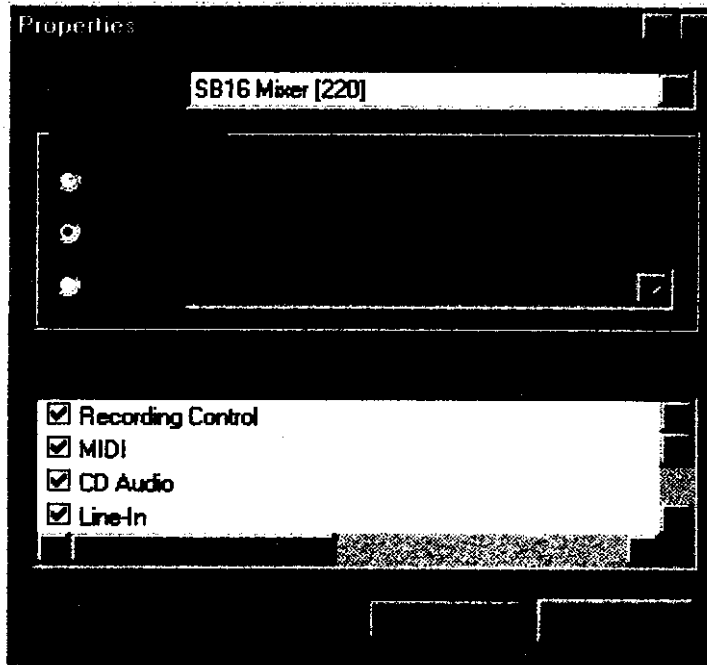 Properties
SB16 Mixer [220]
Recording Control
MIDI
CD Audio
Line-In